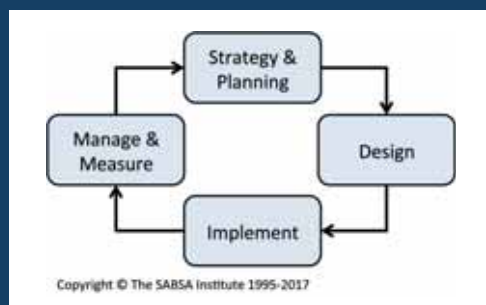 Strategy &
Planning
Manage &
Measure
Design
Implement
Copyright © The SABSA Institute 1995-2017